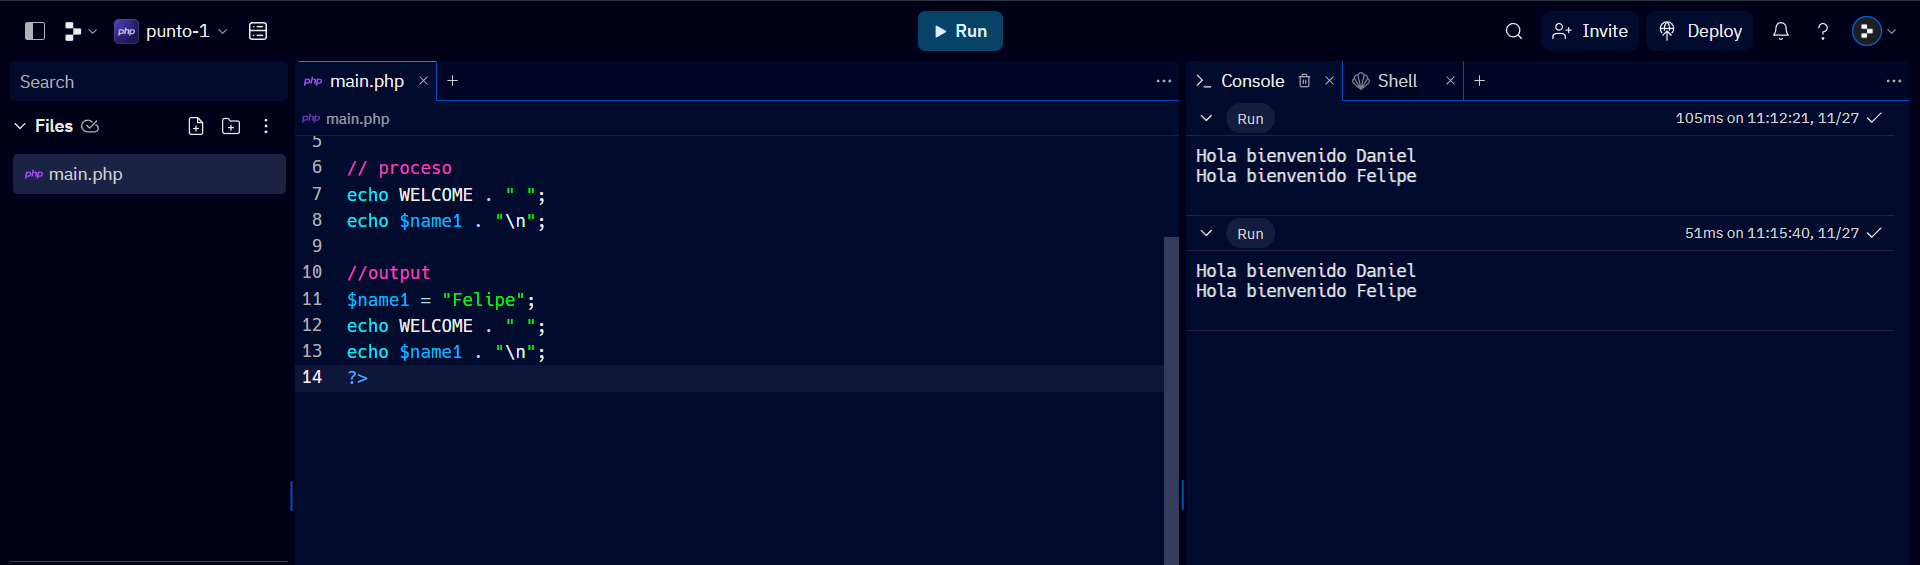 php punto-1
Run
Invite
Deploy
Search
Files
php main.php
php main.php
php main.php
5
6 // proceso
7 echo WELCOME . " ";
8 echo $name1 . "\n";
9
10 //output
11 $name1 = "Felipe";
12 echo WELCOME . " ";
13 echo $name1 . "\n";
14 ?>
Console
Shell
Run 105ms on 11:12:21, 11/27
Hola bienvenido Daniel
Hola bienvenido Felipe
Run 51ms on 11:15:40, 11/27
Hola bienvenido Daniel
Hola bienvenido Felipe